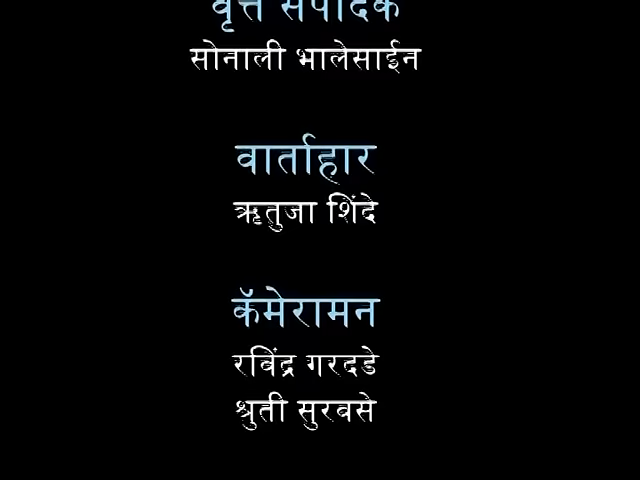 वृत्त संपादक
सोनाली भालेसाईन
वार्ताहार
ऋतुजा शिंदे
कॅमेरामन
रविंद्र गरदडे
श्रुती सुरवसे